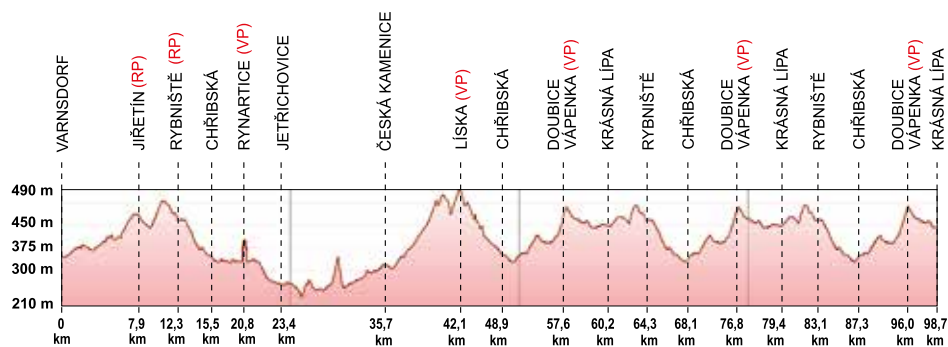 VARNSDORF
JIŘETÍN (RP)
RYBNIŠTĚ (RP)
CHŘIBSKÁ
RYNARTICE (VP)
JETŘICHOVICE
ČESKÁ KAMENICE
LÍSKA (VP)
CHŘIBSKÁ
DOUBICE
VÁPENKA (VP)
KRÁSNÁ LÍPA
RYBNIŠTĚ
CHŘIBSKÁ
DOUBICE
VÁPENKA (VP)
KRÁSNÁ LÍPA
RYBNIŠTĚ
CHŘIBSKÁ
DOUBICE
VÁPENKA (VP)
KRÁSNÁ LÍPA
490 m
450 m
375 m
300 m
210 m
0 7,9 12,3 15,5 20,8 23,4 35,7 42,1 48,9 57,6 60,2 64,3 68,1 76,8 79,4 83,1 87,3 96,0 98,7
km km km km km km km km km km km km km km km km km km km